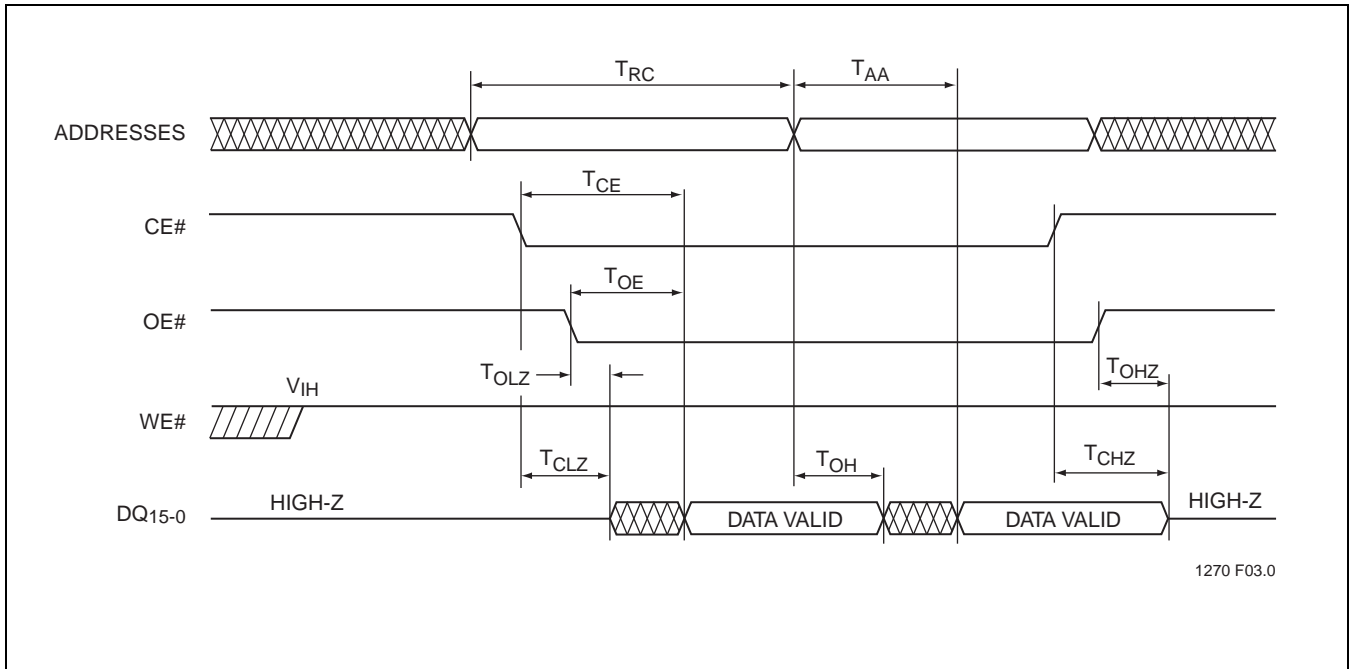 TRC TAA
ADDRESSES
TCE
CE#
TOE
OE#
TOLZ TOHZ
VIH
WE#
TCLZ TOH TCHZ
DQ15-0 HIGH-Z DATA VALID DATA VALID HIGH-Z
1270 F03.0